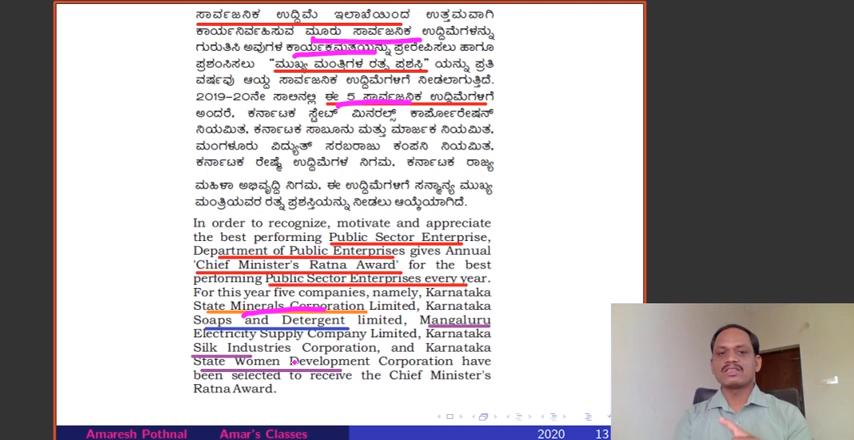 ಸಾರ್ವಜನಿಕ ಉದ್ದಿಮೆ ಇಲಾಖೆಯಿಂದ ಉತ್ತಮವಾಗಿ
ಕಾರ್ಯನಿರ್ವಹಿಸುವ ಮೂರು ಸಾರ್ವಜನಿಕ ಉದ್ದಿಮೆಗಳನ್ನು
ಗುರುತಿಸಿ ಅವುಗಳ ಕಾರ್ಯಕ್ಷಮತೆಯನ್ನು ಪ್ರೇರೇಪಿಸಲು ಹಾಗೂ
ಪ್ರಶಂಸಿಸಲು "ಮುಖ್ಯ ಮಂತ್ರಿಗಳ ರತ್ನ ಪ್ರಶಸ್ತಿ" ಯನ್ನು ಪ್ರತಿ
ವರ್ಷವು ಆಯ್ದ ಸಾರ್ವಜನಿಕ ಉದ್ದಿಮೆಗಳಿಗೆ ನೀಡಲಾಗುತ್ತಿದೆ.
2019-20ನೇ ಸಾಲಿನಲ್ಲಿ ಈ 5 ಸಾರ್ವಜನಿಕ ಉದ್ದಿಮೆಗಳಿಗೆ
ಅಂದರೆ, ಕರ್ನಾಟಕ ಸ್ಟೇಟ್ ಮಿನರಲ್ಸ್ ಕಾರ್ಪೋರೇಷನ್
ನಿಯಮಿತ, ಕರ್ನಾಟಕ ಸಾಬೂನು ಮತ್ತು ಮಾರ್ಜಕ ನಿಯಮಿತ,
ಮಂಗಳೂರು ವಿದ್ಯುತ್ ಸರಬರಾಜು ಕಂಪನಿ ನಿಯಮಿತ,
ಕರ್ನಾಟಕ ರೇಷ್ಮೆ ಉದ್ದಿಮೆಗಳ ನಿಗಮ, ಕರ್ನಾಟಕ ರಾಜ್ಯ
ಮಹಿಳಾ ಅಭಿವೃದ್ಧಿ ನಿಗಮ, ಈ ಉದ್ದಿಮೆಗಳಿಗೆ ಸನ್ಮಾನ್ಯ ಮುಖ್ಯ
ಮಂತ್ರಿಯವರ ರತ್ನ ಪ್ರಶಸ್ತಿಯನ್ನು ನೀಡಲು ಆಯ್ಕೆಯಾಗಿದೆ.
In order to recognize, motivate and appreciate
the best performing Public Sector Enterprise,
Department of Public Enterprises gives Annual
'Chief Minister's Ratna Award' for the best
performing Public Sector Enterprises every year.
For this year five companies, namely, Karnataka
State Minerals Corporation Limited, Karnataka
Soaps and Detergent limited, Mangaluru
Electricity Supply Company Limited, Karnataka
Silk Industries Corporation, and Karnataka
State Women Development Corporation have
been selected to receive the Chief Minister's
Ratna Award.
Amaresh Pothnal Amar's Classes 2020 13